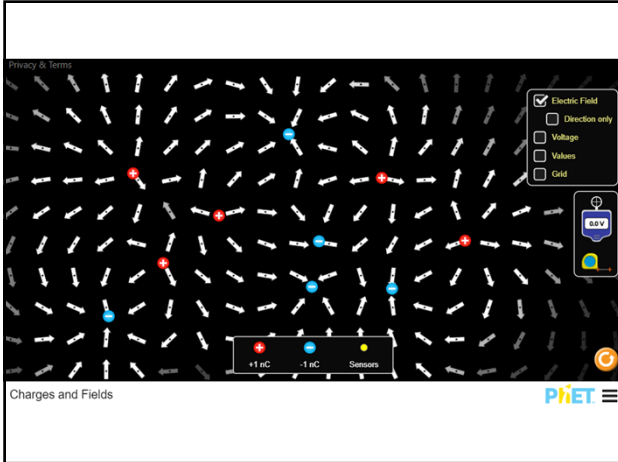 Privacy & Terms
Electric Field
Direction only
Voltage
Values
Grid
0.0 V
+1 nC
-1 nC
Sensors
Charges and Fields
PhET